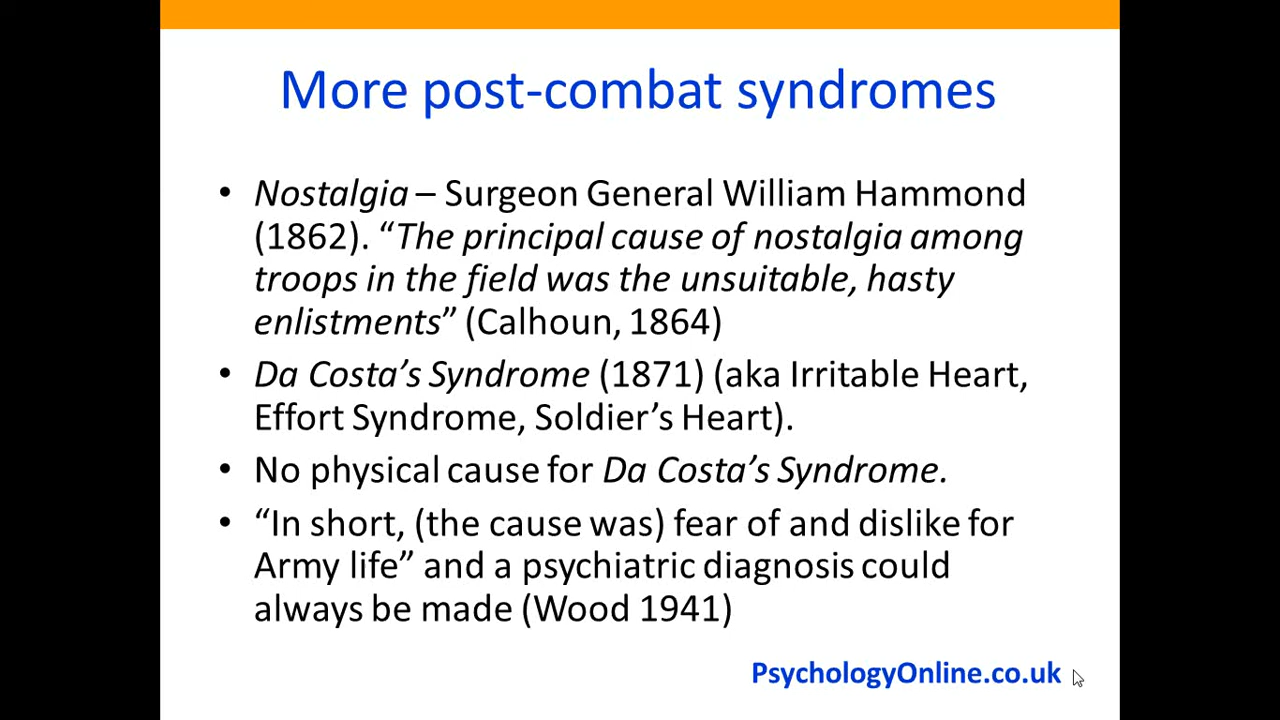 More post-combat syndromes
• Nostalgia – Surgeon General William Hammond
(1862). “The principal cause of nostalgia among
troops in the field was the unsuitable, hasty
enlistments” (Calhoun, 1864)
• Da Costa’s Syndrome (1871) (aka Irritable Heart,
Effort Syndrome, Soldier’s Heart).
• No physical cause for Da Costa’s Syndrome.
• “In short, (the cause was) fear of and dislike for
Army life” and a psychiatric diagnosis could
always be made (Wood 1941)
PsychologyOnline.co.uk